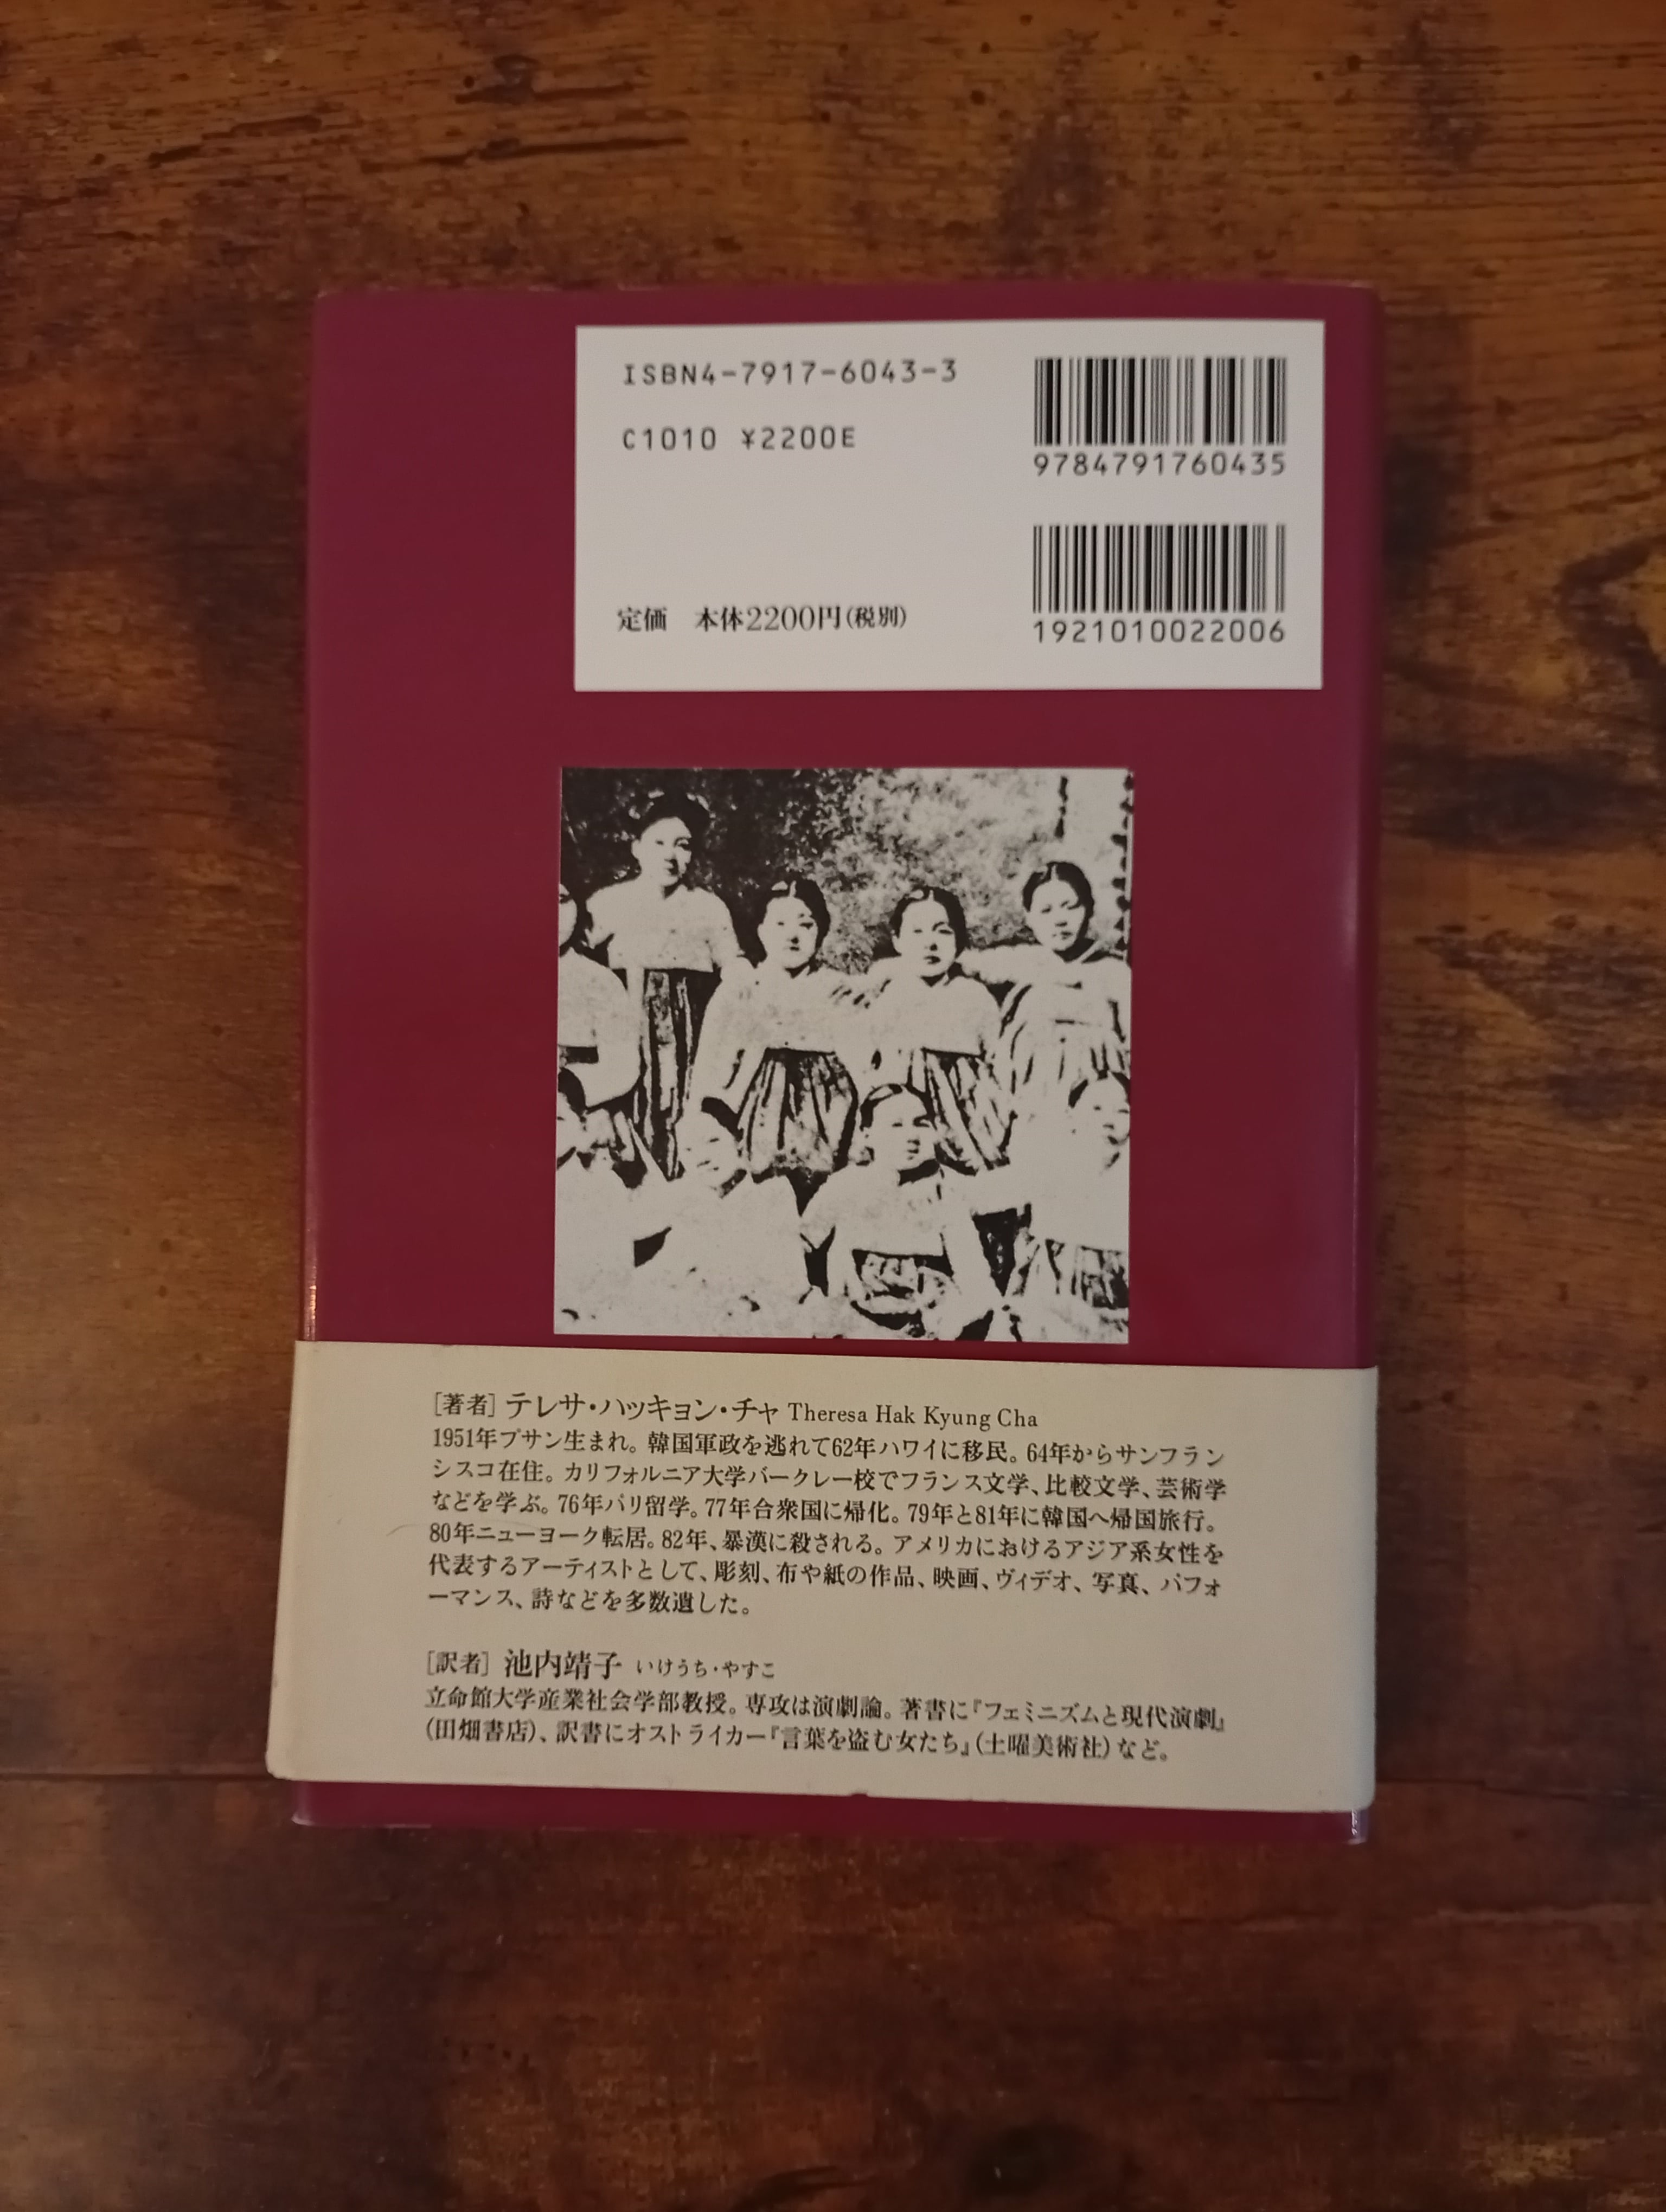 ISBN4-7917-6043-3
C1010 ¥2200E
9784791760435
定価　本体2200円(税別)
1921010022006
[著者] テレサ・ハッキョン・チャ Theresa Hak Kyung Cha
1951年プサン生まれ。韓国軍政を逃れて62年ハワイに移民。64年からサンフラン
シスコ在住。カリフォルニア大学バークレー校でフランス文学、比較文学、芸術学
などを学ぶ。76年パリ留学。77年合衆国に帰化。79年と81年に韓国へ帰国旅行。
80年ニューヨーク転居。82年、暴漢に殺される。アメリカにおけるアジア系女性を
代表するアーティストとして、彫刻、布や紙の作品、映画、ヴィデオ、写真、パフォ
ーマンス、詩などを多数遺した。
[訳者] 池内靖子 いけうち・やすこ
立命館大学産業社会学部教授。専攻は演劇論。著書に『フェミニズムと現代演劇』
(田畑書店)、訳書にオストライカー『言葉を盗む女たち』(土曜美術社)など。